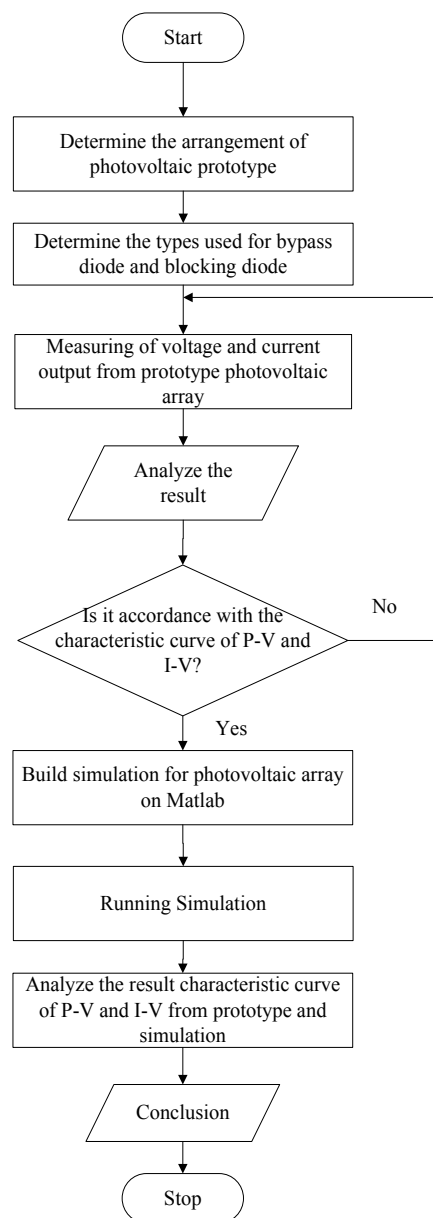 Start
Determine the arrangement of
photovoltaic prototype
Determine the types used for bypass
diode and blocking diode
Measuring of voltage and current
output from prototype photovoltaic
array
Analyze the
result
Is it accordance with the
characteristic curve of P-V and
I-V?
No
Yes
Build simulation for photovoltaic array
on Matlab
Running Simulation
Analyze the result characteristic curve
of P-V and I-V from prototype and
simulation
Conclusion
Stop